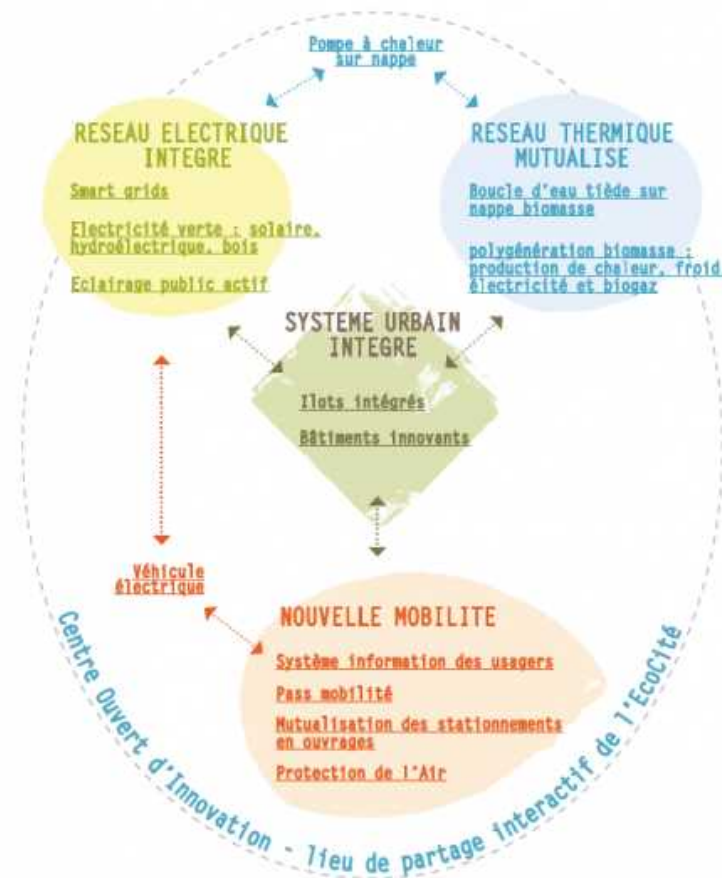 Pompe à chaleur
sur nappe
RESEAU ELECTRIQUE
INTEGRE
Smart grids
Electricité verte : solaire,
hydroélectrique, bois
Eclairage public actif
RESEAU THERMIQUE
MUTUALISE
Boucle d'eau tiède sur
nappe biomasse
polygénération biomasse :
production de chaleur, froid
électricité et biogaz
SYSTEME URBAIN
INTEGRE
Ilots intégrés
Bâtiments innovants
Véhicule
électrique
NOUVELLE MOBILITE
Système information des usagers
Pass mobilité
Mutualisation des stationnements
en ouvrages
Protection de l'Air
Centre Ouvert d'Innovation - lieu de partage interactif de l'EcoCité